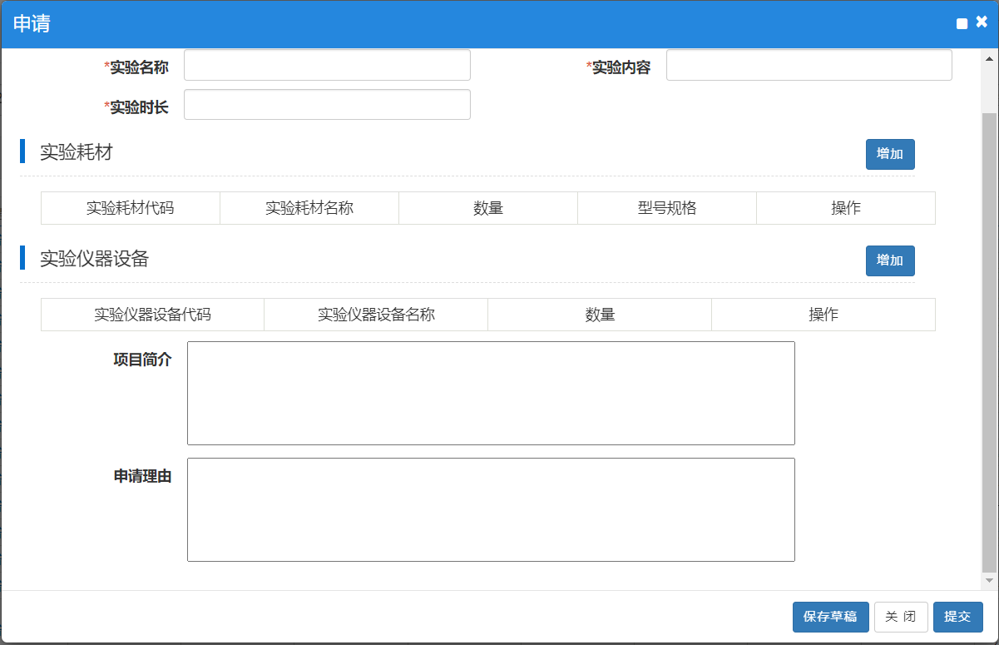 申请
*实验名称 *实验内容
*实验时长
实验耗材 增加
实验耗材代码 实验耗材名称 数量 型号规格 操作
实验仪器设备 增加
实验仪器设备代码 实验仪器设备名称 数量 操作
项目简介
申请理由
保存草稿 关 闭 提交